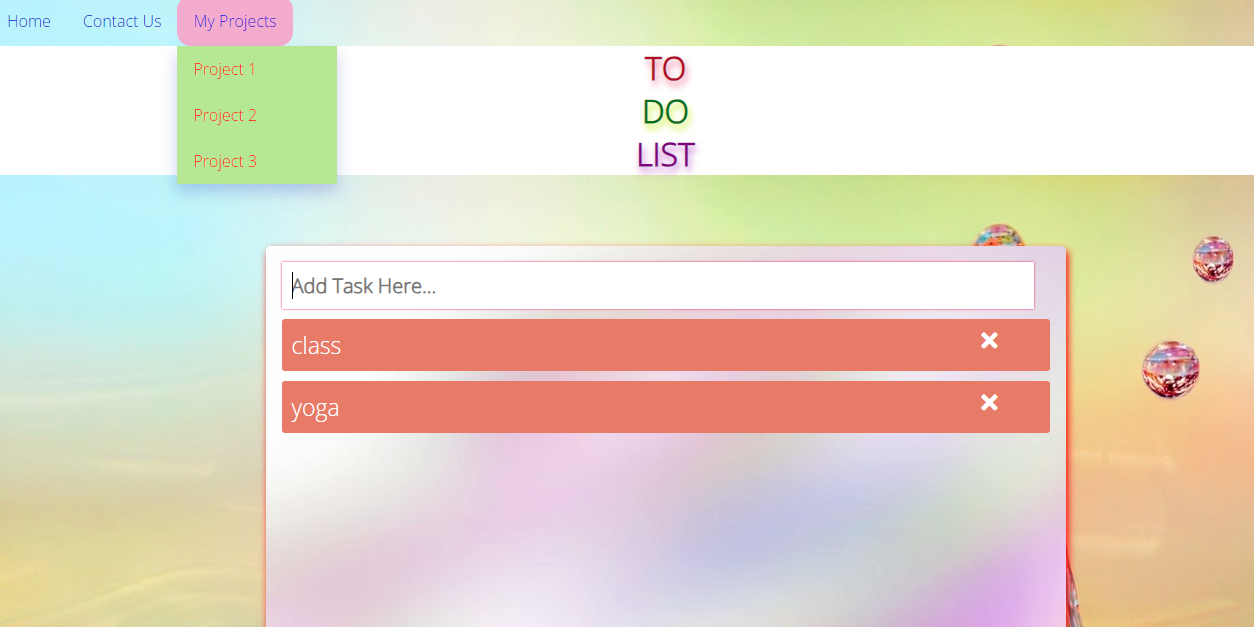 Home Contact Us My Projects
Project 1
Project 2
Project 3
TO
DO
LIST
Add Task Here...
class
yoga